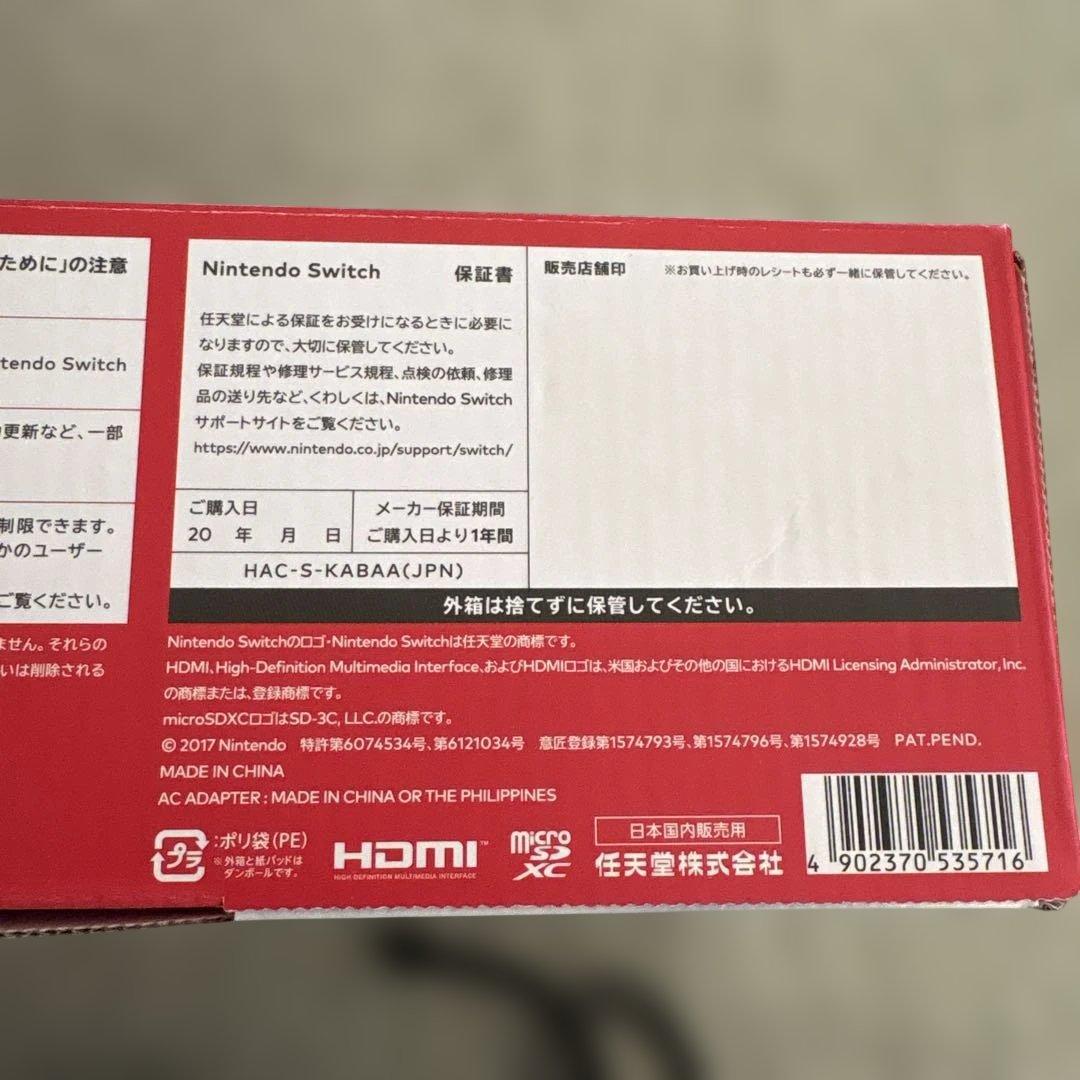 ために」の注意
tendo Switch
更新など、一部
制限できます。
かのユーザー
ご覧ください。
ません。それらの
いは削除される
Nintendo Switch 保証書
任天堂による保証をお受けになるときに必要に
なりますので、大切に保管してください。
保証規程や修理サービス規程、点検の依頼、修理
品の送り先など、くわしくは、Nintendo Switch
サポートサイトをご覧ください。
https://www.nintendo.co.jp/support/switch/
ご購入日
20 年 月 日
メーカー保証期間
ご購入日より1年間
HAC-S-KABAA(JPN)
販売店舗印 ※お買い上げ時のレシートも必ず一緒に保管してください。
外箱は捨てずに保管してください。
Nintendo Switchのロゴ・Nintendo Switchは任天堂の商標です。
HDMI、High-Definition Multimedia Interface、およびHDMIロゴは、米国およびその他の国におけるHDMI Licensing Administrator, Inc.
の商標または、登録商標です。
microSDXCロゴはSD-3C, LLC.の商標です。
© 2017 Nintendo 特許第6074534号、第6121034号 意匠登録第1574793号、第1574796号、第1574928号 PAT.PEND.
MADE IN CHINA
AC ADAPTER : MADE IN CHINA OR THE PHILIPPINES
プラ
:ポリ袋(PE)
※外箱と紙パッドは
ダンボールです。
HDMI™
HIGH DEFINITION MULTIMEDIA INTERFACE
micro
SD
XC
日本国内販売用
任天堂株式会社
4 902370 535716